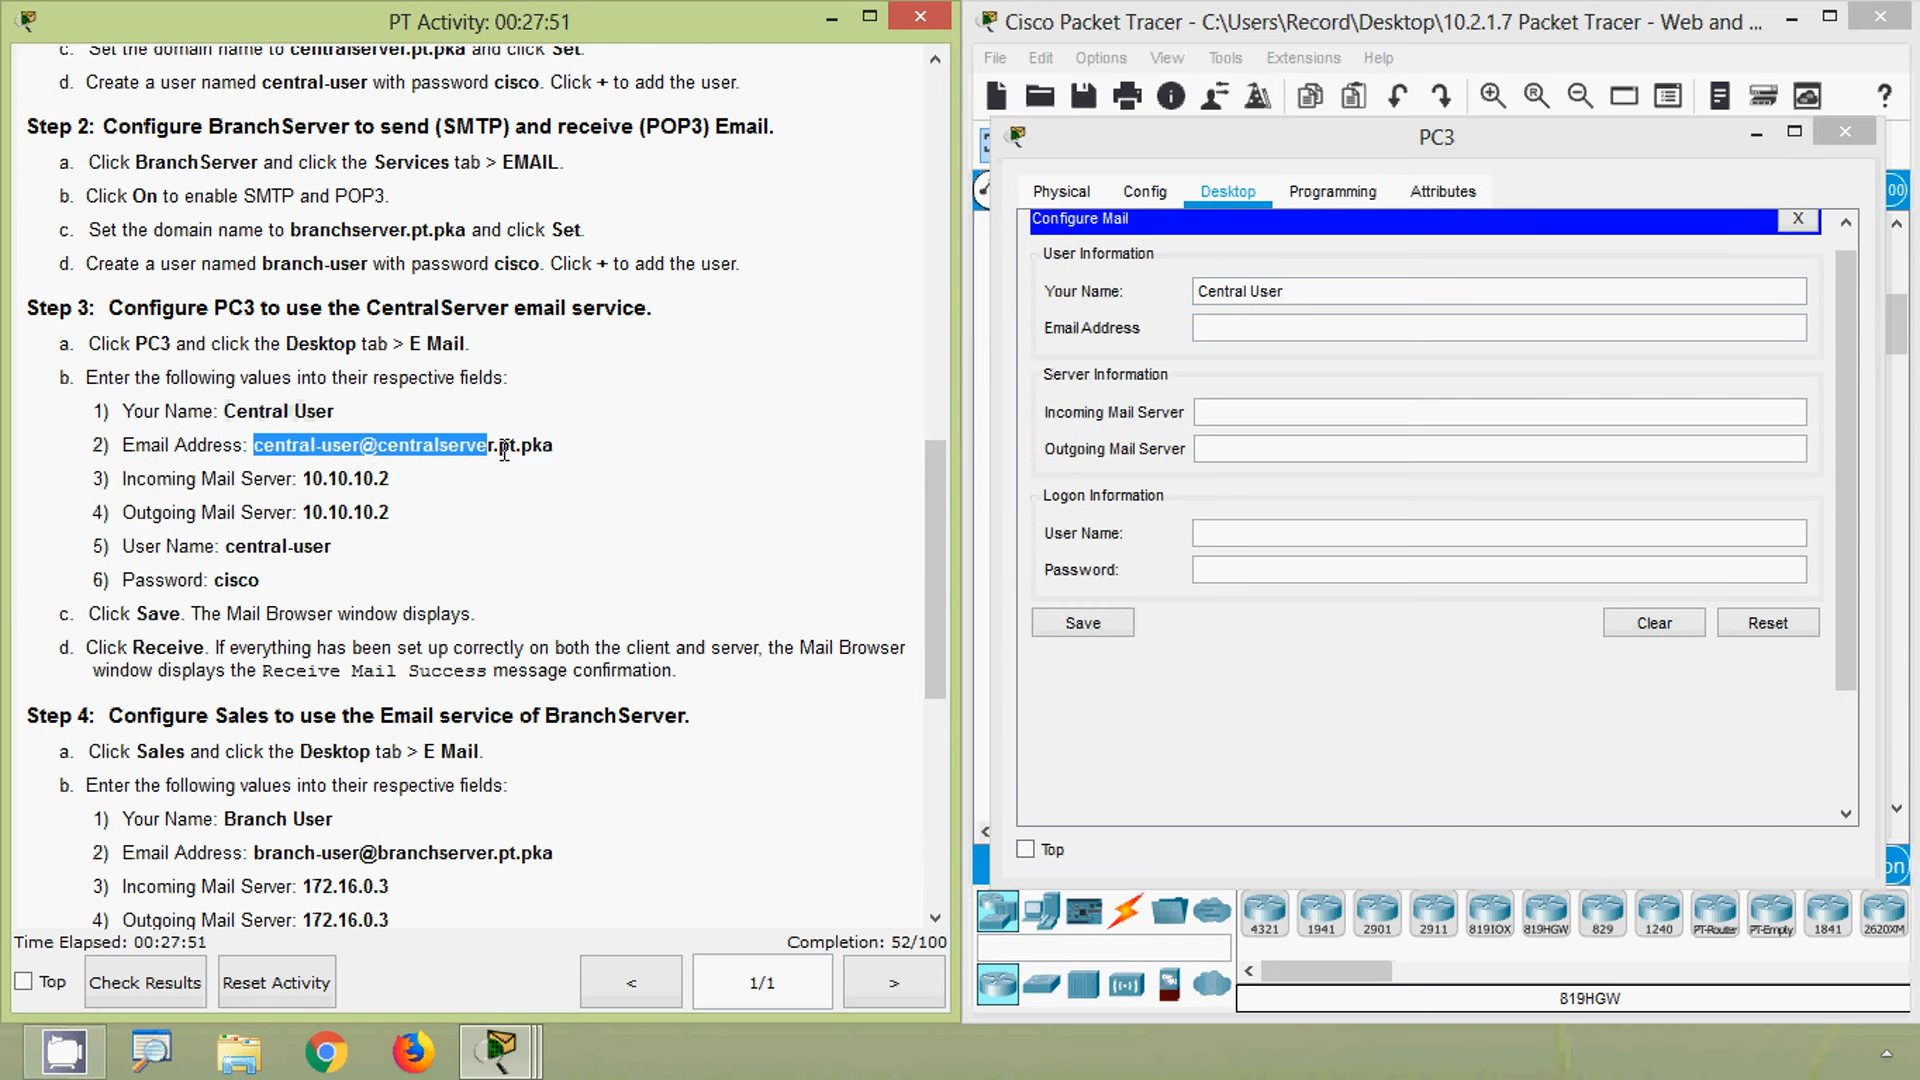 PT Activity: 00:27:51
c. Set the domain name to centralserver.pt.pka and click Set.
d. Create a user named central-user with password cisco. Click + to add the user.
Step 2: Configure BranchServer to send (SMTP) and receive (POP3) Email.
a. Click BranchServer and click the Services tab > EMAIL.
b. Click On to enable SMTP and POP3.
c. Set the domain name to branchserver.pt.pka and click Set.
d. Create a user named branch-user with password cisco. Click + to add the user.
Step 3: Configure PC3 to use the CentralServer email service.
a. Click PC3 and click the Desktop tab > E Mail.
b. Enter the following values into their respective fields:
1) Your Name: Central User
2) Email Address: central-user@centralserver.pt.pka
3) Incoming Mail Server: 10.10.10.2
4) Outgoing Mail Server: 10.10.10.2
5) User Name: central-user
6) Password: cisco
c. Click Save. The Mail Browser window displays.
d. Click Receive. If everything has been set up correctly on both the client and server, the Mail Browser
window displays the Receive Mail Success message confirmation.
Step 4: Configure Sales to use the Email service of BranchServer.
a. Click Sales and click the Desktop tab > E Mail.
b. Enter the following values into their respective fields:
1) Your Name: Branch User
2) Email Address: branch-user@branchserver.pt.pka
3) Incoming Mail Server: 172.16.0.3
4) Outgoing Mail Server: 172.16.0.3
Time Elapsed: 00:27:51 Completion: 52/100
Top Check Results Reset Activity < 1/1 >
Cisco Packet Tracer - C:\Users\Record\Desktop\10.2.1.7 Packet Tracer - Web and ...
File Edit Options View Tools Extensions Help
PC3
Physical Config Desktop Programming Attributes
00)
Configure Mail X
User Information
Your Name: Central User
Email Address
Server Information
Incoming Mail Server
Outgoing Mail Server
Logon Information
User Name:
Password:
Save Clear Reset
Top
on
4321 1941 2901 2911 819IOX 819HGW 829 1240 PT-Router PT-Empty 1841 2620XM
819HGW